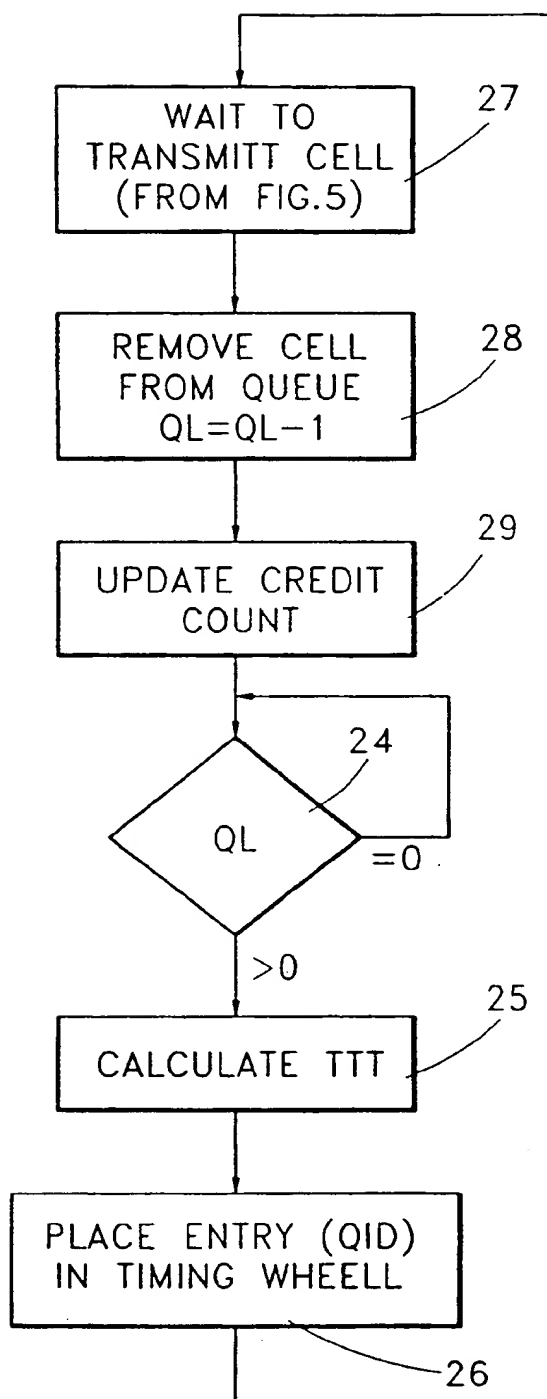 WAIT TO
TRANSMITT CELL
(FROM FIG.5)
27
REMOVE CELL
FROM QUEUE
QL=QL-1
28
UPDATE CREDIT
COUNT
29
24
QL
=0
>0
CALCULATE TTT
25
PLACE ENTRY (QID)
IN TIMING WHEELL
26